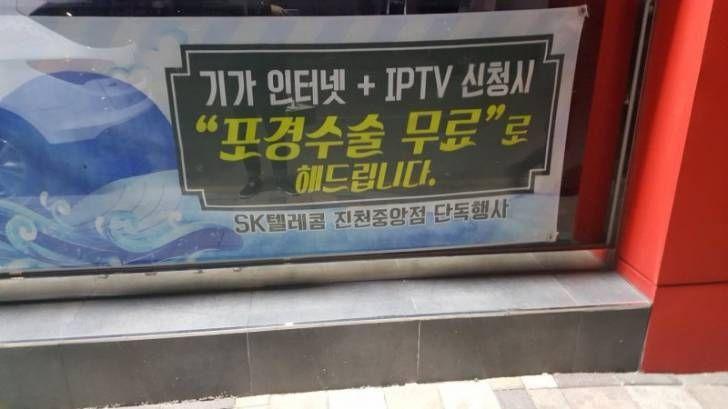 기가 인터넷 + IPTV 신청시
“포경수술 무료”로
해드립니다.
SK텔레콤 진천중앙점 단독행사